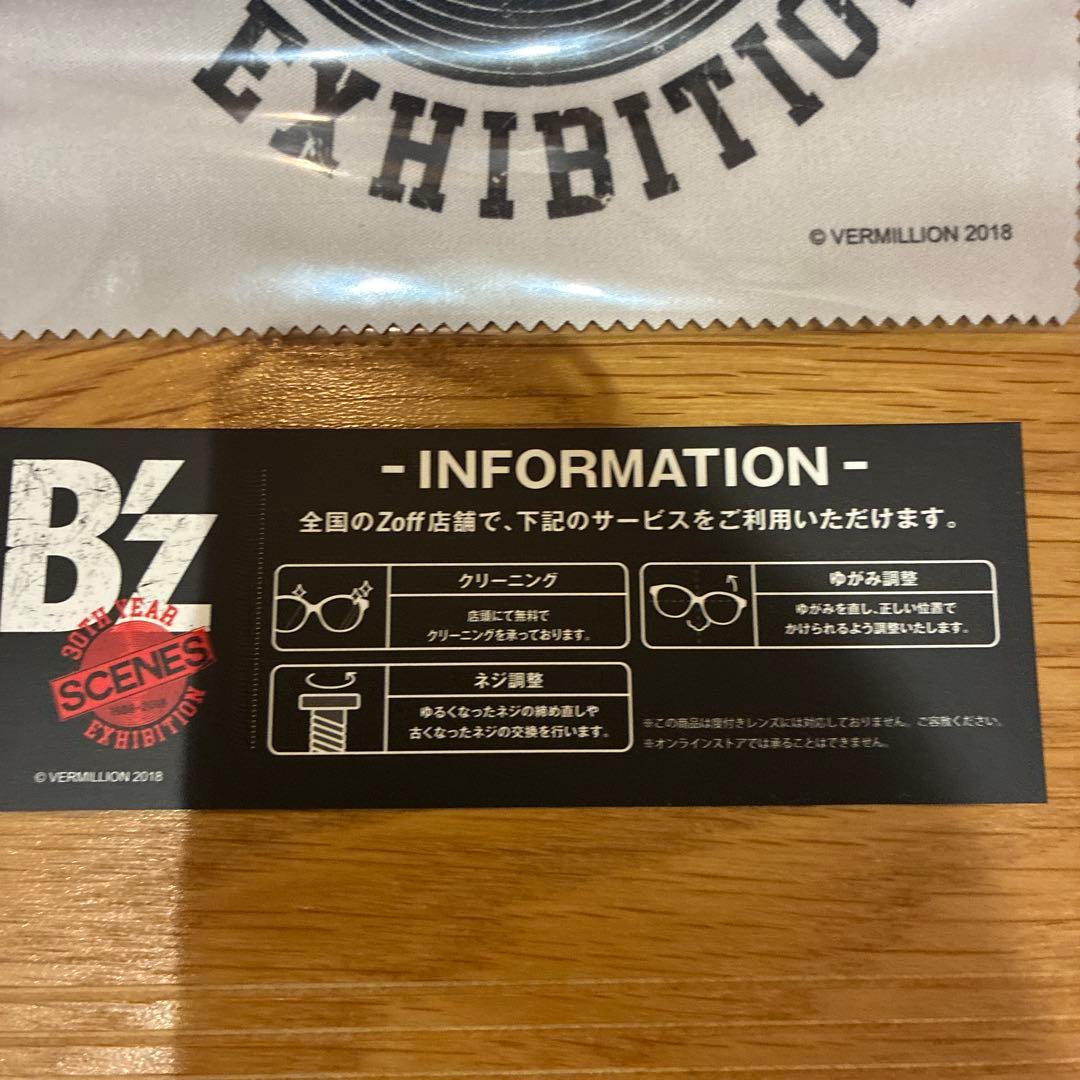 EXHIBITION
© VERMILLION 2018
B'z
30TH YEAR
SCENES
1988-2018
EXHIBITION
© VERMILLION 2018
- INFORMATION -
全国のZoff店舗で、下記のサービスをご利用いただけます。
クリーニング
店頭にて無料で
クリーニングを承っております。
ゆがみ調整
ゆがみを直し、正しい位置で
かけられるよう調整いたします。
ネジ調整
ゆるくなったネジの締め直しや
古くなったネジの交換を行います。
※この商品は度付きレンズには対応しておりません。ご容赦ください。
※オンラインストアでは承ることはできません。